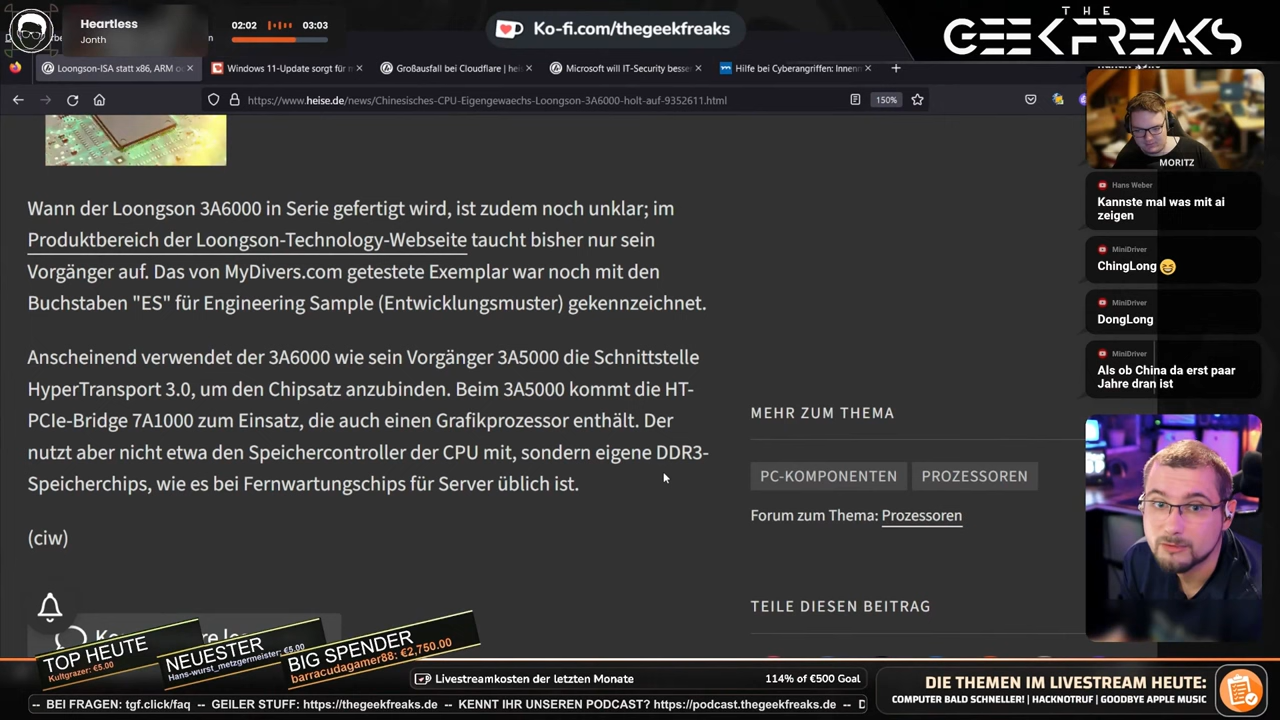 Heartless
Jonth
02:02
03:03
Ko-fi.com/thegeekfreaks
THE
GEEKFREAKS
Loongson-ISA statt x86, ARM o
Windows 11-Update sorgt für m
Großausfall bei Cloudflare | heis
Microsoft will IT-Security besser
Hilfe bei Cyberangriffen: Innenm
https://www.heise.de/news/Chinesisches-CPU-Eigengewaechs-Loongson-3A6000-holt-auf-9352611.html
150%
Wann der Loongson 3A6000 in Serie gefertigt wird, ist zudem noch unklar; im
Produktbereich der Loongson-Technology-Webseite taucht bisher nur sein
Vorgänger auf. Das von MyDivers.com getestete Exemplar war noch mit den
Buchstaben "ES" für Engineering Sample (Entwicklungsmuster) gekennzeichnet.
Anscheinend verwendet der 3A6000 wie sein Vorgänger 3A5000 die Schnittstelle
HyperTransport 3.0, um den Chipsatz anzubinden. Beim 3A5000 kommt die HT-
PCIe-Bridge 7A1000 zum Einsatz, die auch einen Grafikprozessor enthält. Der
nutzt aber nicht etwa den Speichercontroller der CPU mit, sondern eigene DDR3-
Speicherchips, wie es bei Fernwartungschips für Server üblich ist.
(ciw)
MEHR ZUM THEMA
PC-KOMPONENTEN
PROZESSOREN
Forum zum Thema: Prozessoren
TEILE DIESEN BEITRAG
MORITZ
Hans Weber
Kannste mal was mit ai
zeigen
MiniDriver
ChingLong 😆
MiniDriver
DongLong
MiniDriver
Als ob China da erst paar
Jahre dran ist
TOP HEUTE
Kultgrazer: €5.00
NEUESTER
Hans-wurst_metzgermeister: €5.00
BIG SPENDER
barracudagamer88: €2,750.00
Livestreamkosten der letzten Monate
114% of €500 Goal
DIE THEMEN IM LIVESTREAM HEUTE:
COMPUTER BALD SCHNELLER! | HACKNOTRUF | GOODBYE APPLE MUSIC
-- BEI FRAGEN: tgf.click/faq -- GEILER STUFF: https://thegeekfreaks.de -- KENNT IHR UNSEREN PODCAST? https://podcast.thegeekfreaks.de -- D